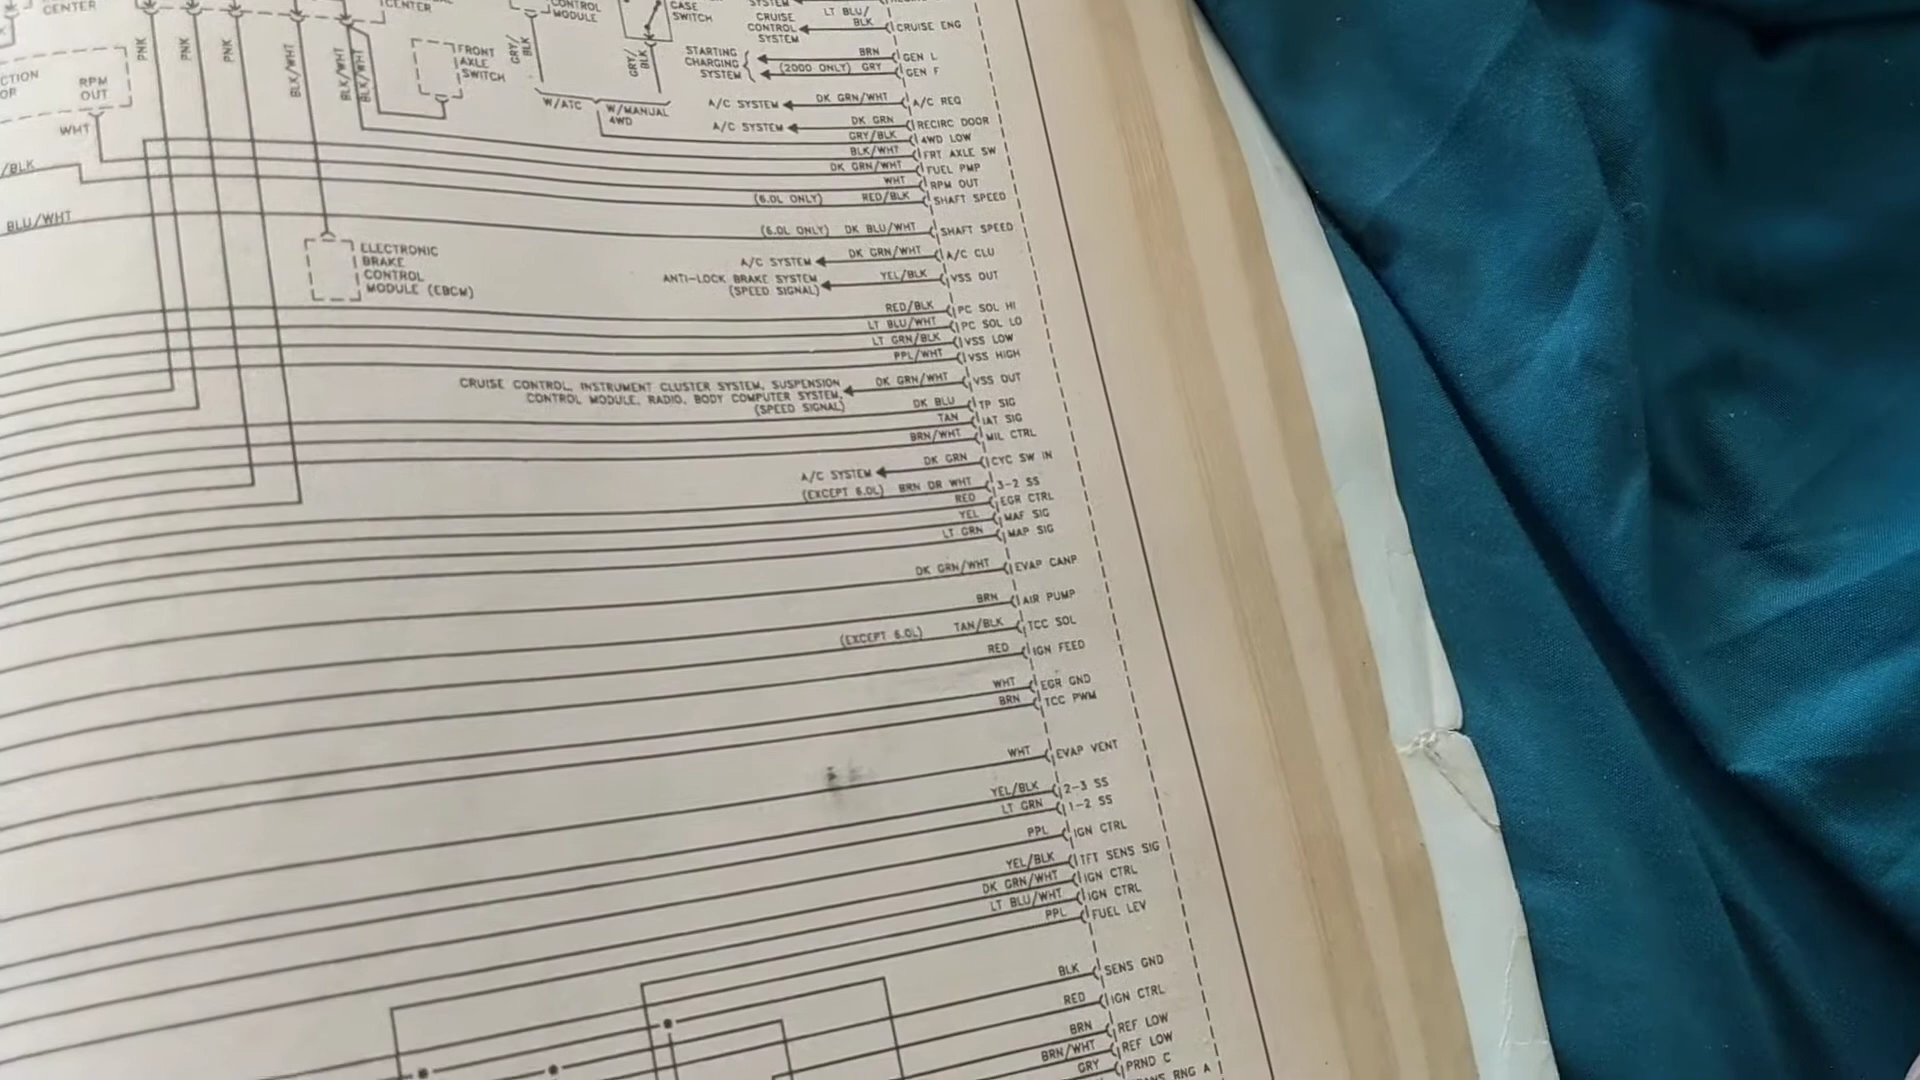 CENTER
CENTER
CONTROL
MODULE
CASE
SWITCH
SYSTEM
CRUISE
CONTROL
SYSTEM
LT BLU/
BLK
CRUISE ENG
PNK
PNK
PNK
BLK/WHT
BLK/WHT
BLK/WHT
FRONT
AXLE
SWITCH
GRY/
BLK
GRY/
BLK
STARTING
CHARGING
SYSTEM
BRN
GEN L
(2000 ONLY) GRY
GEN F
CTION
OR
RPM
OUT
WHT
W/ATC
W/MANUAL
4WD
A/C SYSTEM
DK GRN/WHT
A/C REQ
A/C SYSTEM
DK GRN
RECIRC DOOR
GRY/BLK
4WD LOW
BLK/WHT
FRT AXLE SW
DK GRN/WHT
FUEL PMP
WHT
RPM OUT
(6.0L ONLY) RED/BLK
SHAFT SPEED
/BLK
BLU/WHT
(6.0L ONLY) DK BLU/WHT
SHAFT SPEED
ELECTRONIC
BRAKE
CONTROL
MODULE (EBCM)
A/C SYSTEM
DK GRN/WHT
A/C CLU
ANTI-LOCK BRAKE SYSTEM
(SPEED SIGNAL)
YEL/BLK
VSS OUT
RED/BLK
PC SOL HI
LT BLU/WHT
PC SOL LO
LT GRN/BLK
VSS LOW
PPL/WHT
VSS HIGH
CRUISE CONTROL, INSTRUMENT CLUSTER SYSTEM, SUSPENSION
CONTROL MODULE, RADIO, BODY COMPUTER SYSTEM,
(SPEED SIGNAL)
DK GRN/WHT
VSS OUT
DK BLU
TP SIG
TAN
IAT SIG
BRN/WHT
MIL CTRL
A/C SYSTEM
DK GRN
CYC SW IN
(EXCEPT 6.0L) BRN OR WHT
3-2 SS
RED
EGR CTRL
YEL
MAF SIG
LT GRN
MAP SIG
DK GRN/WHT
EVAP CANP
BRN
AIR PUMP
(EXCEPT 6.0L) TAN/BLK
TCC SOL
RED
IGN FEED
WHT
EGR GND
BRN
TCC PWM
WHT
EVAP VENT
YEL/BLK
2-3 SS
LT GRN
1-2 SS
PPL
IGN CTRL
YEL/BLK
TFT SENS SIG
DK GRN/WHT
IGN CTRL
LT BLU/WHT
IGN CTRL
PPL
FUEL LEV
BLK
SENS GND
RED
IGN CTRL
BRN
REF LOW
BRN/WHT
REF LOW
GRY
PRND C
RNG A